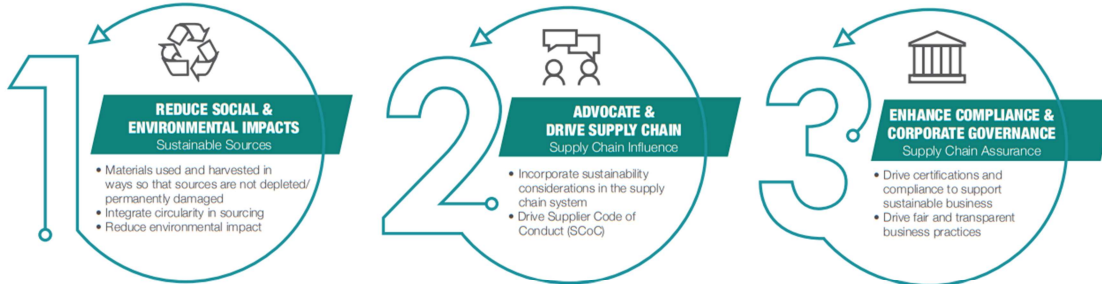 1
REDUCE SOCIAL &
ENVIRONMENTAL IMPACTS
Sustainable Sources
• Materials used and harvested in
ways so that sources are not depleted/
permanently damaged
• Integrate circularity in sourcing
• Reduce environmental impact
2
ADVOCATE &
DRIVE SUPPLY CHAIN
Supply Chain Influence
• Incorporate sustainability
considerations in the supply
chain system
• Drive Supplier Code of
Conduct (SCoC)
3
ENHANCE COMPLIANCE &
CORPORATE GOVERNANCE
Supply Chain Assurance
• Drive certifications and
compliance to support
sustainable business
• Drive fair and transparent
business practices